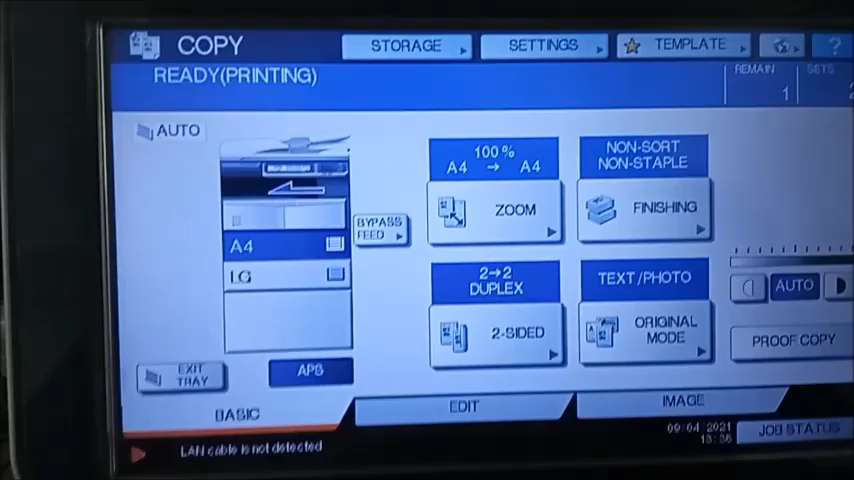 COPY
STORAGE
SETTINGS
TEMPLATE
?
READY(PRINTING)
REMAIN
SETS
1
2
AUTO
100 %
A4 → A4
ZOOM
NON-SORT
NON-STAPLE
FINISHING
BYPASS
FEED
A4
LG
2→2
DUPLEX
2-SIDED
TEXT/PHOTO
ORIGINAL
MODE
AUTO
PROOF COPY
EXIT
TRAY
APS
BASIC
EDIT
IMAGE
LAN cable is not detected
09/04/2021
13:36
JOB STATUS